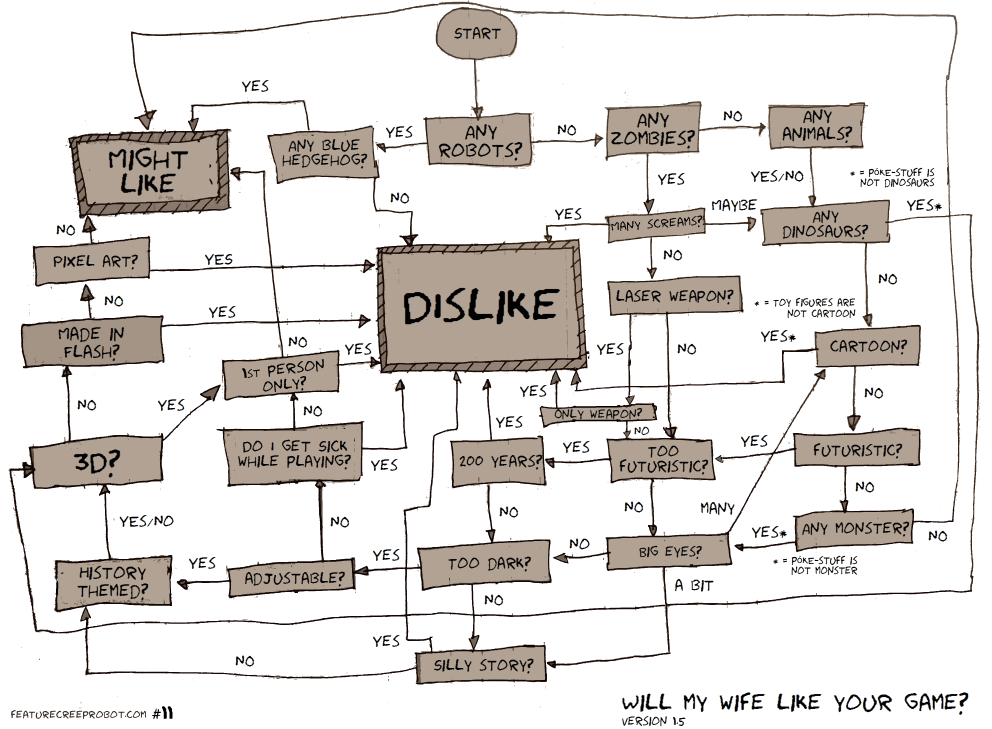 START
YES
MIGHT
LIKE
ANY BLUE
HEDGEHOG?
YES
ANY
ROBOTS?
NO
ANY
ZOMBIES?
NO
ANY
ANIMALS?
YES
YES/NO
* = PÓKE-STUFF IS
NOT DINOSAURS
NO
NO
PIXEL ART?
YES
YES
MANY SCREAMS?
MAYBE
ANY
DINOSAURS?
YES*
NO
DISLIKE
LASER WEAPON?
NO
* = TOY FIGURES ARE
NOT CARTOON
NO
MADE IN
FLASH?
YES
NO
YES
YES
NO
YES*
CARTOON?
1ST PERSON
ONLY?
YES
NO
NO
YES
NO
YES
ONLY WEAPON?
NO
3D?
DO I GET SICK
WHILE PLAYING?
YES
200 YEARS?
YES
TOO
FUTURISTIC?
YES
FUTURISTIC?
NO
YES/NO
NO
NO
NO
MANY
YES*
ANY MONSTER?
NO
HISTORY
THEMED?
YES
ADJUSTABLE?
YES
TOO DARK?
NO
BIG EYES?
* = PÓKE-STUFF IS
NOT MONSTER
A BIT
NO
YES
NO
SILLY STORY?
FEATURECREEPROBOT.COM #11
WILL MY WIFE LIKE YOUR GAME?
VERSION 1.5